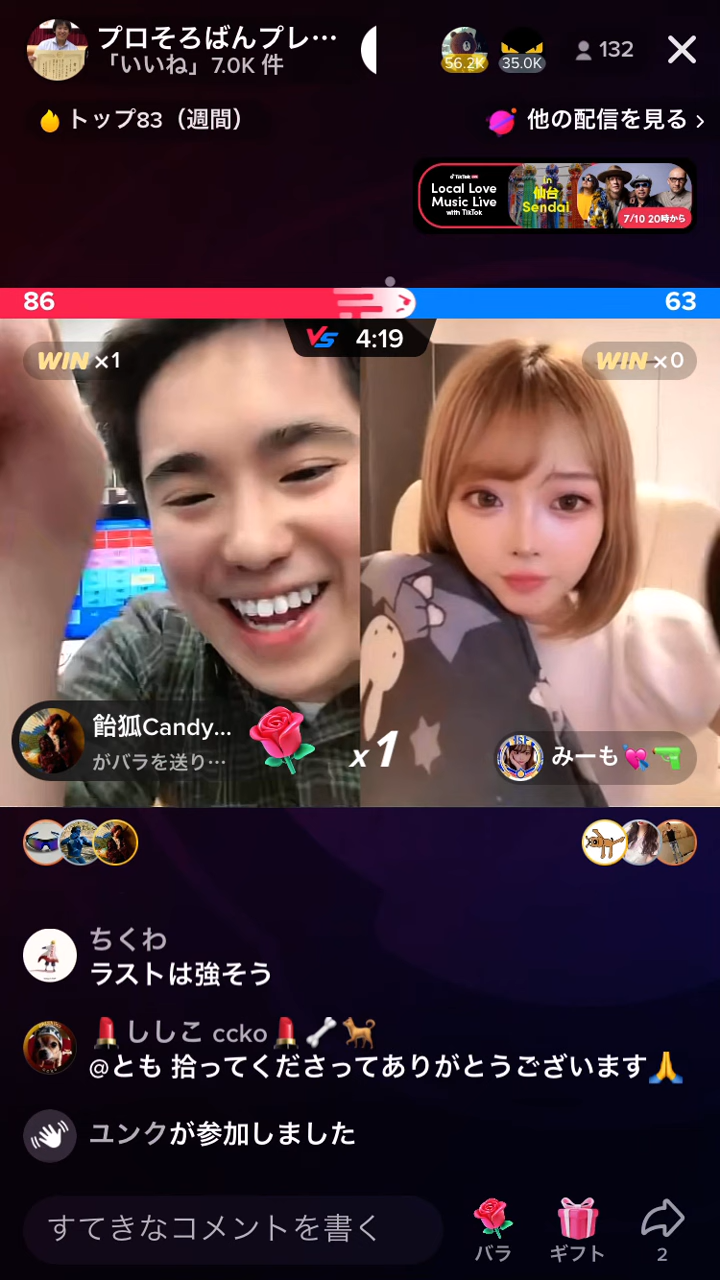 プロそろばんプレ…
「いいね」7.0K 件
56.2K
35.0K
132
トップ83（週間）
他の配信を見る
TikTok LIVE
Local Love
Music Live
with TikTok
in
仙台
Sendai
7/10 20時から
86
63
WIN x1
VS 4:19
WIN x0
飴狐Candy...
がバラを送り…
x1
みーも💘🔫
ちくわ
ラストは強そう
💄ししこ ccko💄🦴🐕
@とも 拾ってくださってありがとうございます🙏
ユンクが参加しました
すてきなコメントを書く
バラ
ギフト
2